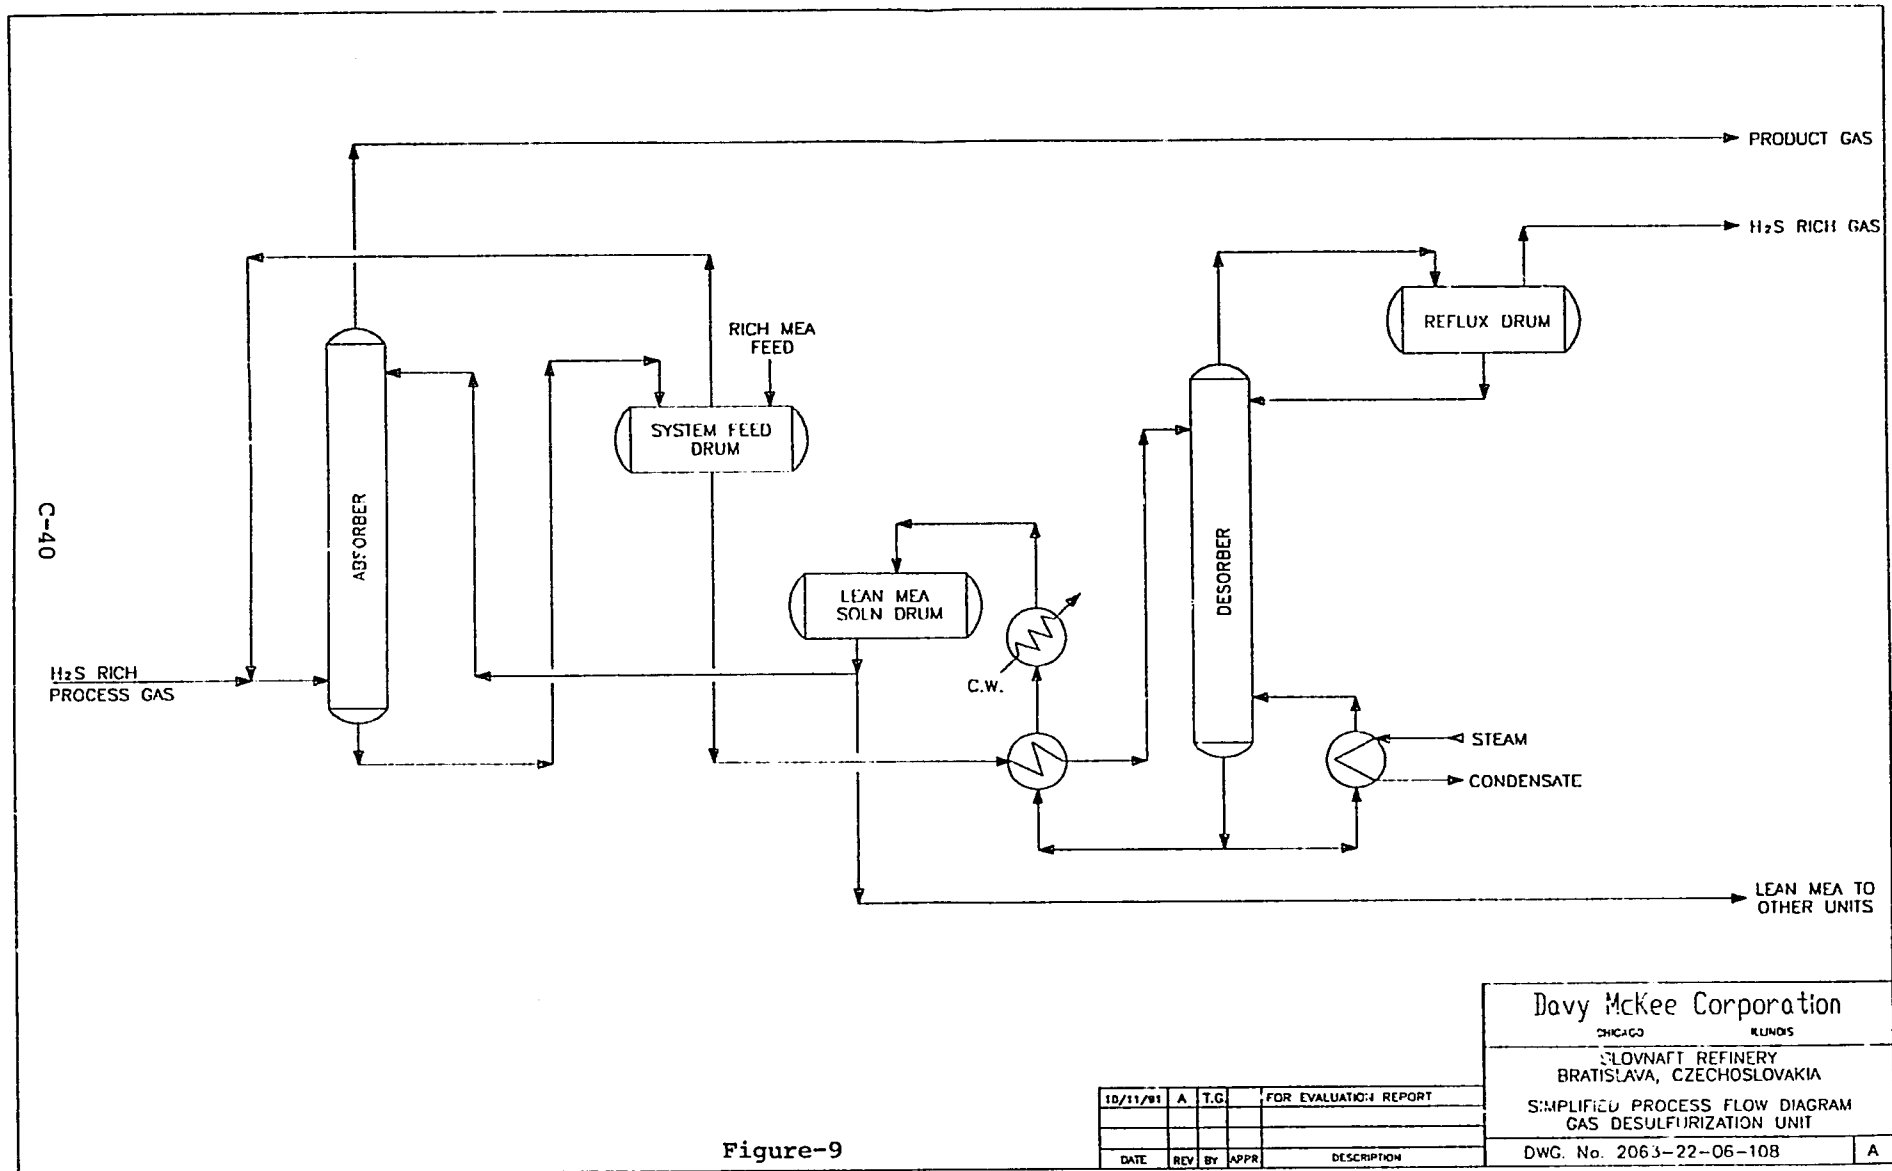 PRODUCT GAS
H₂S RICH GAS
REFLUX DRUM
RICH MEA
FEED
SYSTEM FEED
DRUM
ABSORBER
C-40
DESORBER
LEAN MEA
SOLN DRUM
C.W.
H₂S RICH
PROCESS GAS
STEAM
CONDENSATE
LEAN MEA TO
OTHER UNITS
Davy McKee Corporation
CHICAGO ILLINOIS
SLOVNAFT REFINERY
BRATISLAVA, CZECHOSLOVAKIA
SIMPLIFIED PROCESS FLOW DIAGRAM
GAS DESULFURIZATION UNIT
DWG. No. 2063-22-06-108 A
10/11/91 A T.G. FOR EVALUATION REPORT
DATE REV BY APPR DESCRIPTION
Figure-9